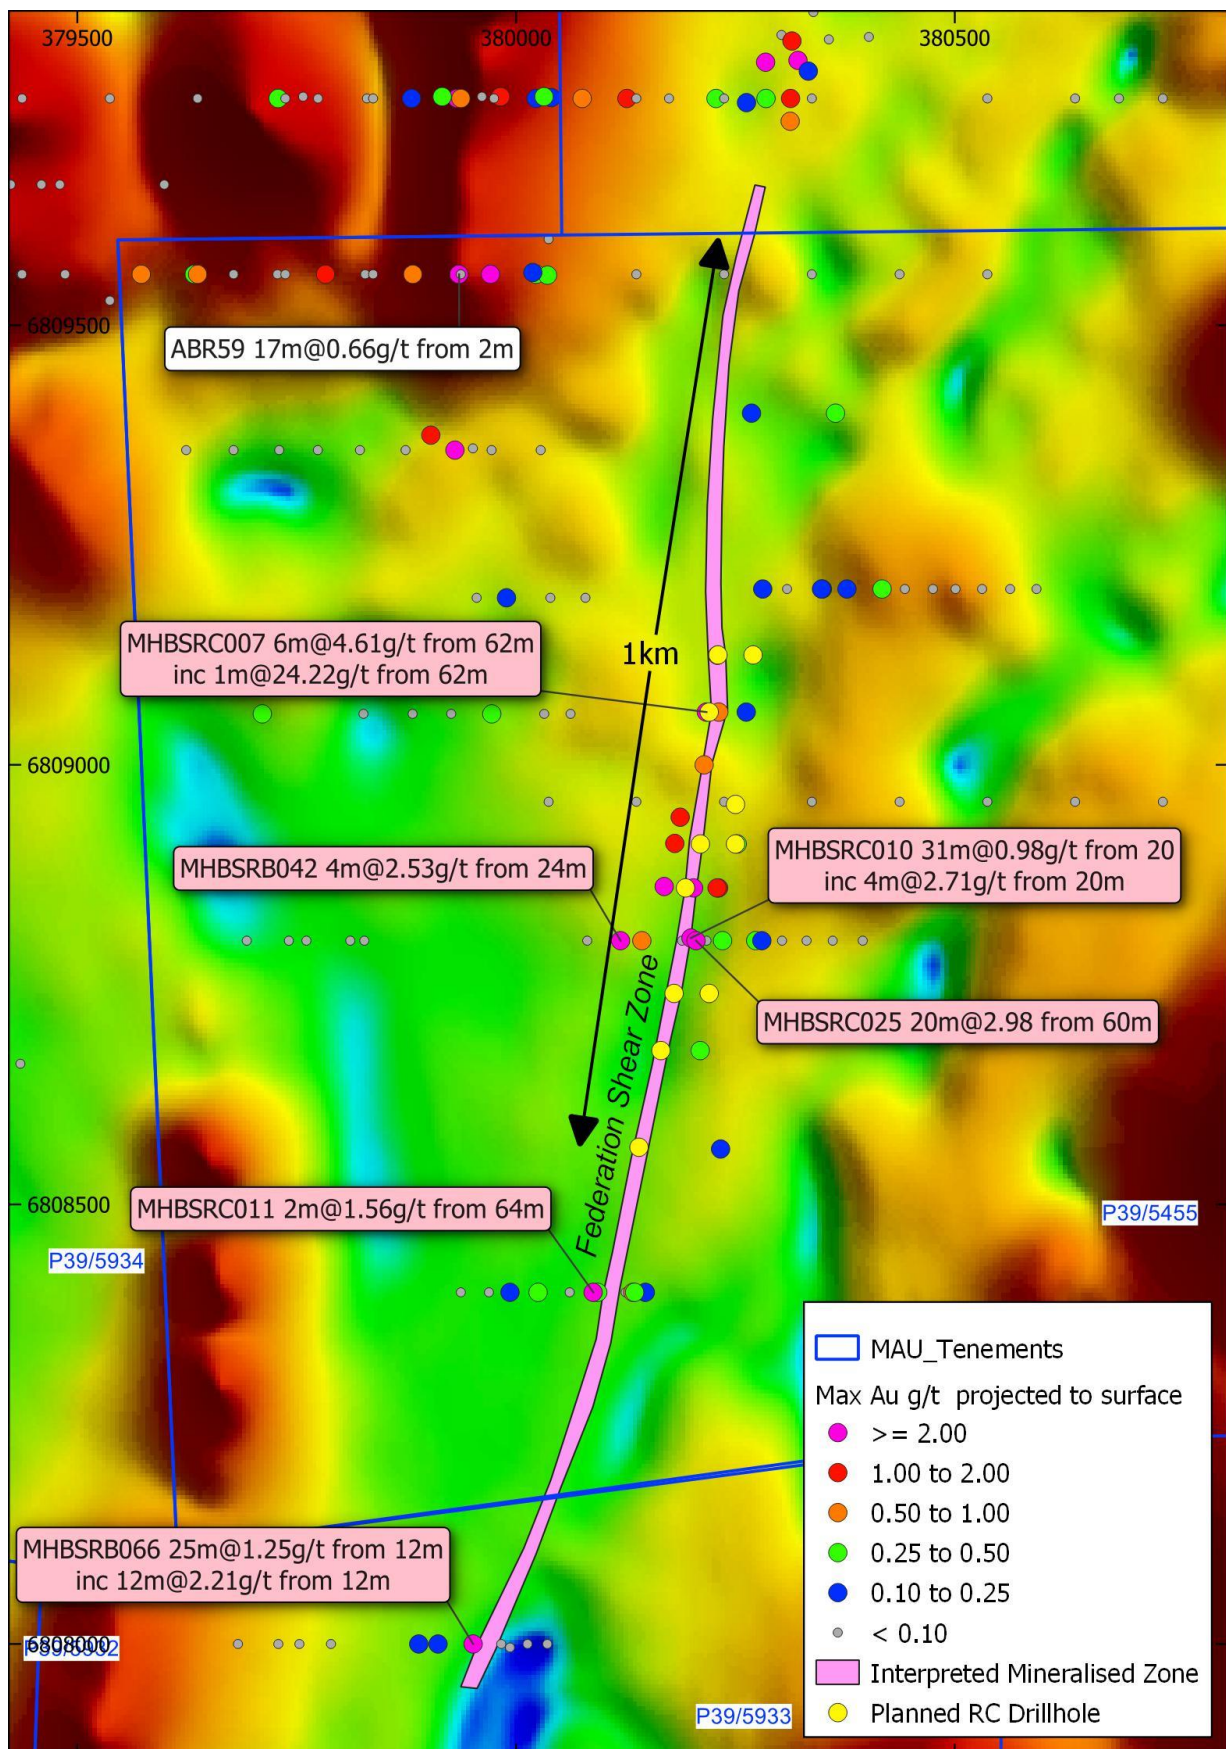 379500
380000
380500
6809500
ABR59 17m@0.66g/t from 2m
MHBSRC007 6m@4.61g/t from 62m
inc 1m@24.22g/t from 62m
1km
6809000
MHBSRB042 4m@2.53g/t from 24m
MHBSRC010 31m@0.98g/t from 20
inc 4m@2.71g/t from 20m
MHBSRC025 20m@2.98 from 60m
Federation Shear Zone
MHBSRC011 2m@1.56g/t from 64m
6808500
P39/5455
P39/5934
MHBSRB066 25m@1.25g/t from 12m
inc 12m@2.21g/t from 12m
6808000
P39/5932
P39/5933
MAU_Tenements
Max Au g/t projected to surface
>= 2.00
1.00 to 2.00
0.50 to 1.00
0.25 to 0.50
0.10 to 0.25
< 0.10
Interpreted Mineralised Zone
Planned RC Drillhole